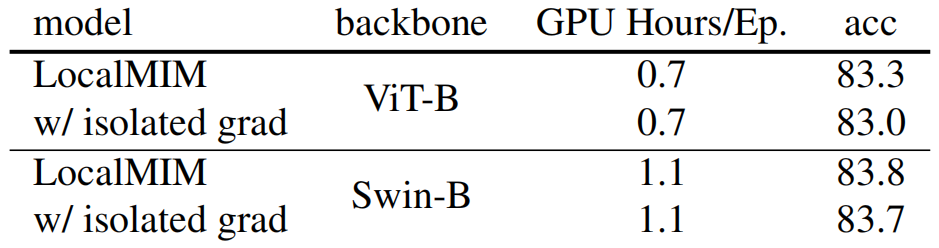 model backbone GPU Hours/Ep. acc
LocalMIM 0.7 83.3
ViT-B
w/ isolated grad 0.7 83.0
LocalMIM 1.1 83.8
Swin-B
w/ isolated grad 1.1 83.7